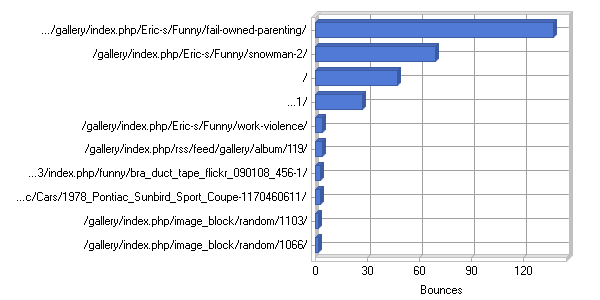 .../gallery/index.php/Eric-s/Funny/fail-owned-parenting/
/gallery/index.php/Eric-s/Funny/snowman-2/
/
...1/
/gallery/index.php/Eric-s/Funny/work-violence/
/gallery/index.php/rss/feed/gallery/album/119/
...3/index.php/funny/bra_duct_tape_flickr_090108_456-1/
...c/Cars/1978_Pontiac_Sunbird_Sport_Coupe-1170460611/
/gallery/index.php/image_block/random/1103/
/gallery/index.php/image_block/random/1066/
0 30 60 90 120
Bounces